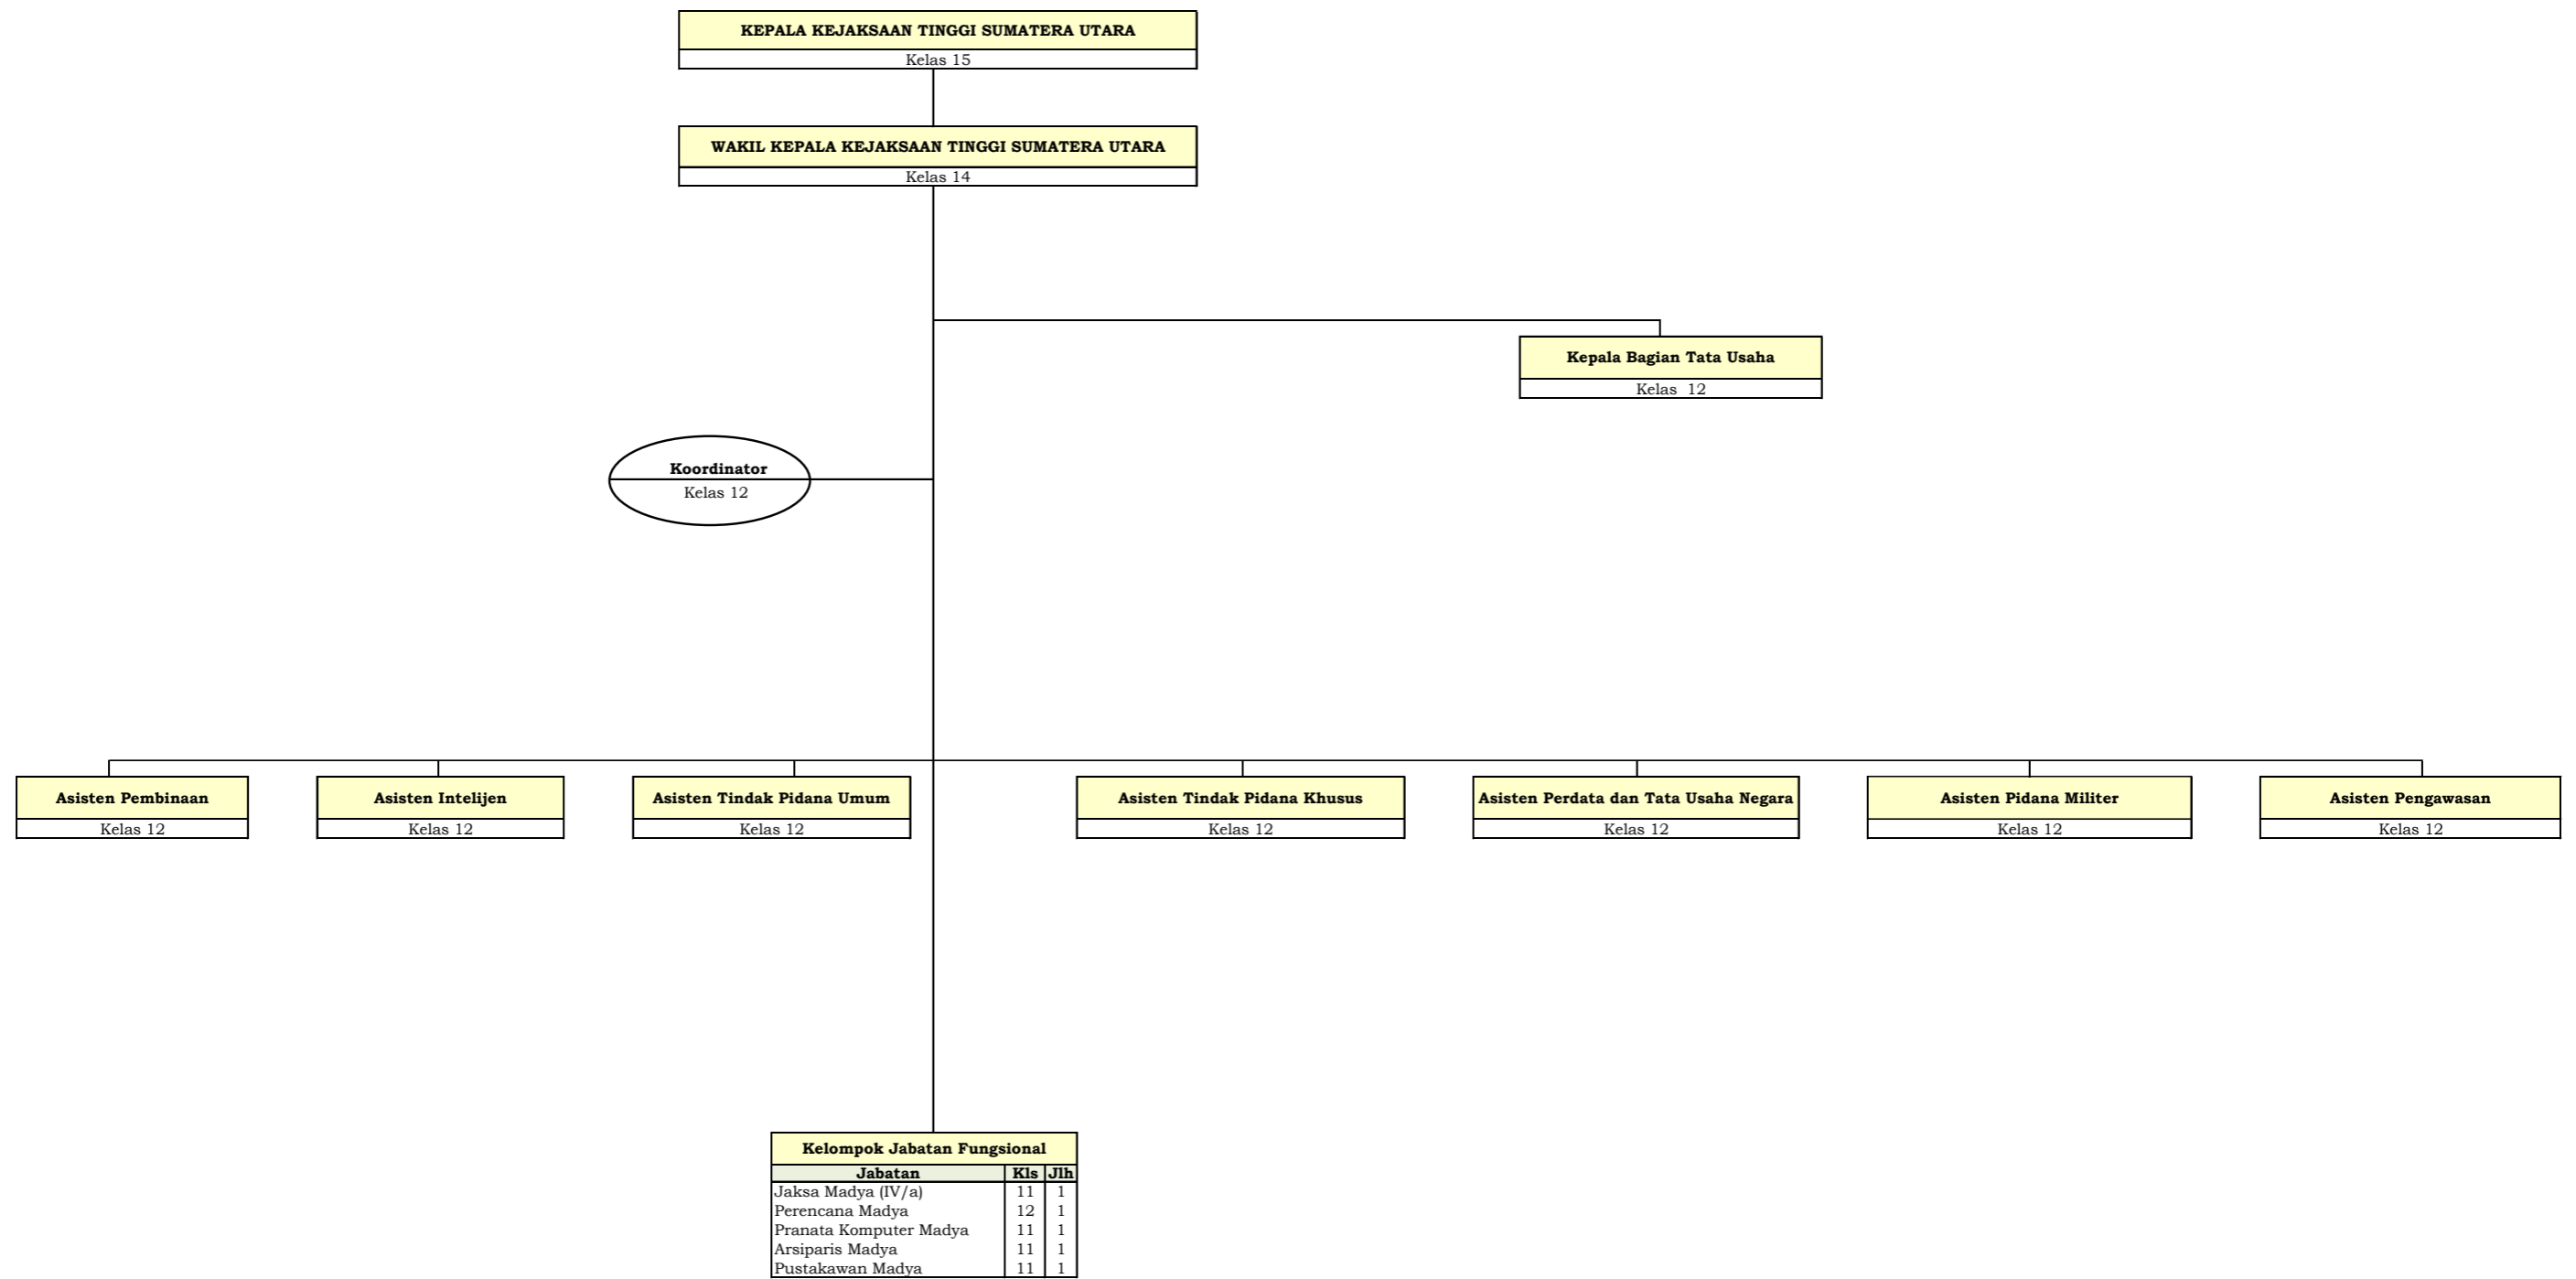 KEPALA KEJAKSAAN TINGGI SUMATERA UTARA
Kelas 15
WAKIL KEPALA KEJAKSAAN TINGGI SUMATERA UTARA
Kelas 14
Kepala Bagian Tata Usaha
Kelas 12
Koordinator
Kelas 12
Asisten Pembinaan
Kelas 12
Asisten Intelijen
Kelas 12
Asisten Tindak Pidana Umum
Kelas 12
Asisten Tindak Pidana Khusus
Kelas 12
Asisten Perdata dan Tata Usaha Negara
Kelas 12
Asisten Pidana Militer
Kelas 12
Asisten Pengawasan
Kelas 12
Kelompok Jabatan Fungsional
Jabatan Kls Jlh
Jaksa Madya (IV/a) 11 1
Perencana Madya 12 1
Pranata Komputer Madya 11 1
Arsiparis Madya 11 1
Pustakawan Madya 11 1